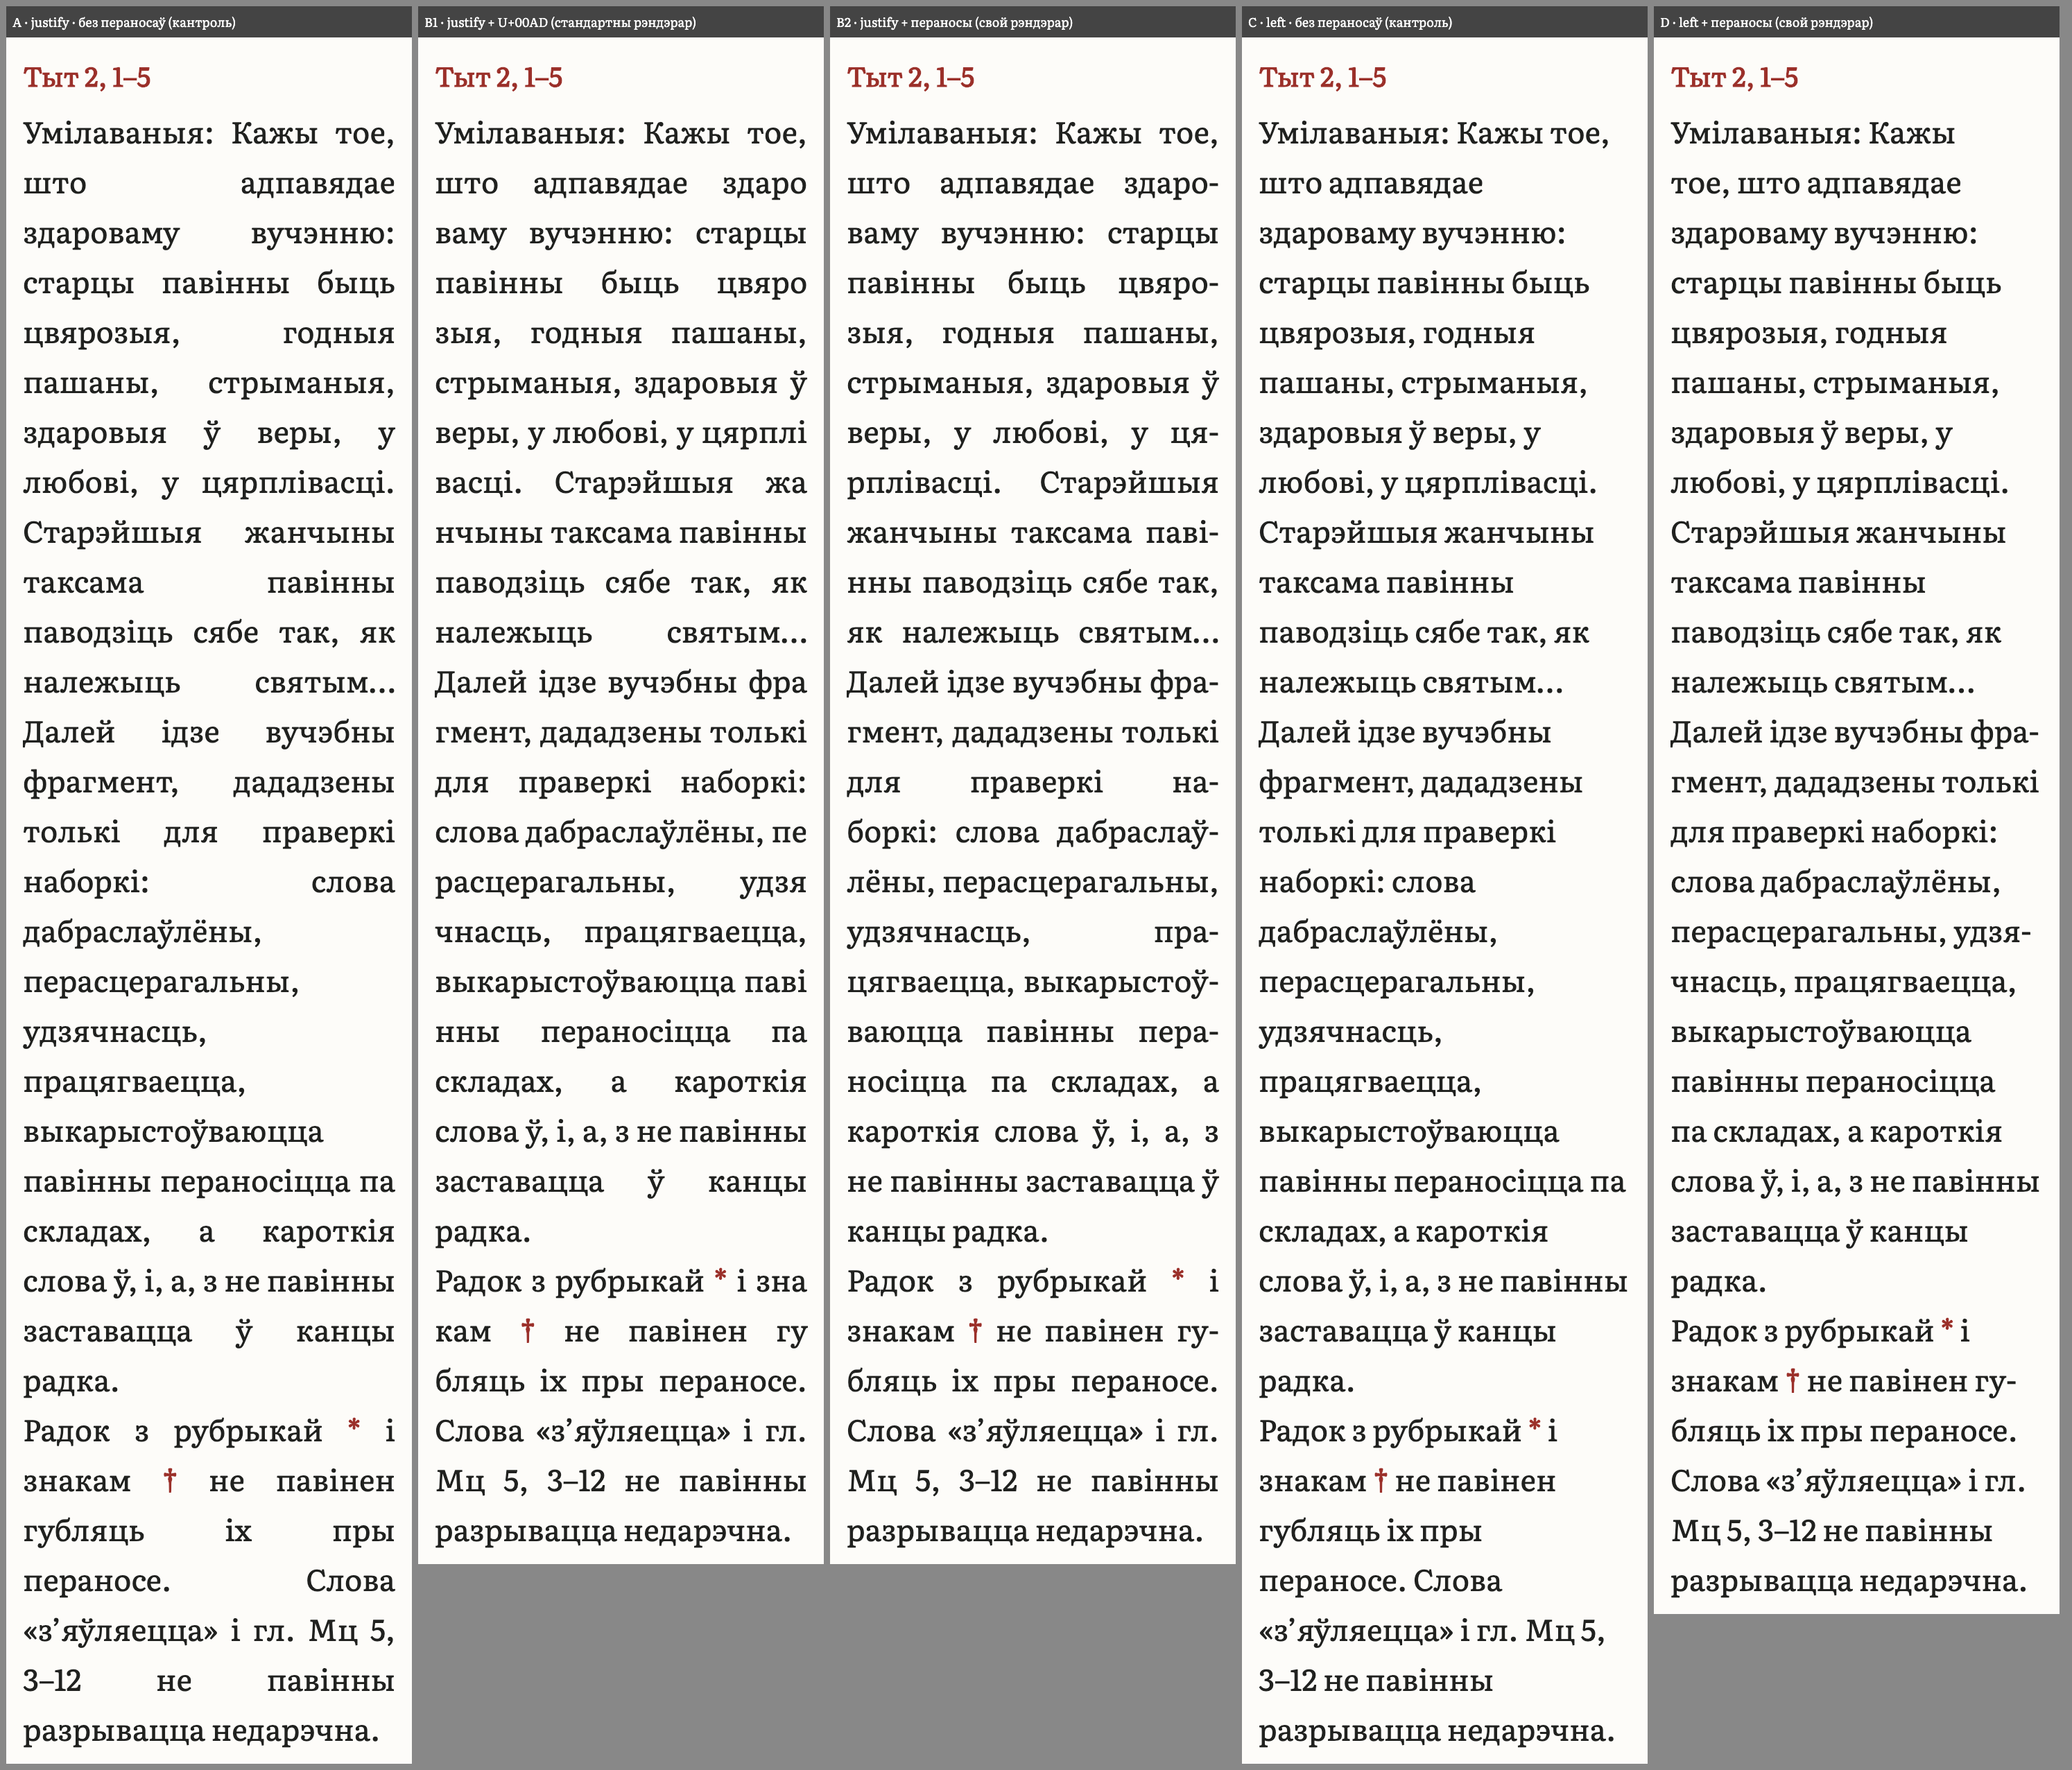 A · justify · без пераносаў (кантроль)
Тыт 2, 1–5
Умілаваныя: Кажы тое,
што адпавядае
здароваму вучэнню:
старцы павінны быць
цвярозыя, годныя
пашаны, стрыманыя,
здаровыя ў веры, у
любові, у цярплівасці.
Старэйшыя жанчыны
таксама павінны
паводзіць сябе так, як
належыць святым...
Далей ідзе вучэбны
фрагмент, дададзены
толькі для праверкі
наборкі: слова
дабраслаўлёны,
перасцерагальны,
удзячнасць,
працягваецца,
выкарыстоўваюцца
павінны пераносіцца па
складах, а кароткія
слова ў, і, а, з не павінны
заставацца ў канцы
радка.
Радок з рубрыкай * і
знакам † не павінен
губляць іх пры
пераносе. Слова
«з’яўляецца» і гл. Мц 5,
3–12 не павінны
разрывацца недарэчна.
B1 · justify + U+00AD (стандартны рэндэрар)
Тыт 2, 1–5
Умілаваныя: Кажы тое,
што адпавядае здаро
ваму вучэнню: старцы
павінны быць цвяро
зыя, годныя пашаны,
стрыманыя, здаровыя ў
веры, у любові, у цярплі
васці. Старэйшыя жа
нчыны таксама павінны
паводзіць сябе так, як
належыць святым...
Далей ідзе вучэбны фра
гмент, дададзены толькі
для праверкі наборкі:
слова дабраслаўлёны, пе
расцерагальны, удзя
чнасць, працягваецца,
выкарыстоўваюцца паві
нны пераносіцца па
складах, а кароткія
слова ў, і, а, з не павінны
заставацца ў канцы
радка.
Радок з рубрыкай * і зна
кам † не павінен гу
бляць іх пры пераносе.
Слова «з’яўляецца» і гл.
Мц 5, 3–12 не павінны
разрывацца недарэчна.
B2 · justify + пераносы (свой рэндэрар)
Тыт 2, 1–5
Умілаваныя: Кажы тое,
што адпавядае здаро-
ваму вучэнню: старцы
павінны быць цвяро-
зыя, годныя пашаны,
стрыманыя, здаровыя ў
веры, у любові, у ця-
рплівасці. Старэйшыя
жанчыны таксама паві-
нны паводзіць сябе так,
як належыць святым...
Далей ідзе вучэбны фра-
гмент, дададзены толькі
для праверкі на-
боркі: слова дабраслаў-
лёны, перасцерагальны,
удзячнасць, пра-
цягваецца, выкарыстоў-
ваюцца павінны пера-
носіцца па складах, а
кароткія слова ў, і, а, з
не павінны заставацца ў
канцы радка.
Радок з рубрыкай * і
знакам † не павінен гу-
бляць іх пры пераносе.
Слова «з’яўляецца» і гл.
Мц 5, 3–12 не павінны
разрывацца недарэчна.
C · left · без пераносаў (кантроль)
Тыт 2, 1–5
Умілаваныя: Кажы тое,
што адпавядае
здароваму вучэнню:
старцы павінны быць
цвярозыя, годныя
пашаны, стрыманыя,
здаровыя ў веры, у
любові, у цярплівасці.
Старэйшыя жанчыны
таксама павінны
паводзіць сябе так, як
належыць святым...
Далей ідзе вучэбны
фрагмент, дададзены
толькі для праверкі
наборкі: слова
дабраслаўлёны,
перасцерагальны,
удзячнасць,
працягваецца,
выкарыстоўваюцца
павінны пераносіцца па
складах, а кароткія
слова ў, і, а, з не павінны
заставацца ў канцы
радка.
Радок з рубрыкай * і
знакам † не павінен
губляць іх пры
пераносе. Слова
«з’яўляецца» і гл. Мц 5,
3–12 не павінны
разрывацца недарэчна.
D · left + пераносы (свой рэндэрар)
Тыт 2, 1–5
Умілаваныя: Кажы
тое, што адпавядае
здароваму вучэнню:
старцы павінны быць
цвярозыя, годныя
пашаны, стрыманыя,
здаровыя ў веры, у
любові, у цярплівасці.
Старэйшыя жанчыны
таксама павінны
паводзіць сябе так, як
належыць святым...
Далей ідзе вучэбны фра-
гмент, дададзены толькі
для праверкі наборкі:
слова дабраслаўлёны,
перасцерагальны, удзя-
чнасць, працягваецца,
выкарыстоўваюцца
павінны пераносіцца
па складах, а кароткія
слова ў, і, а, з не павінны
заставацца ў канцы
радка.
Радок з рубрыкай * і
знакам † не павінен гу-
бляць іх пры пераносе.
Слова «з’яўляецца» і гл.
Мц 5, 3–12 не павінны
разрывацца недарэчна.